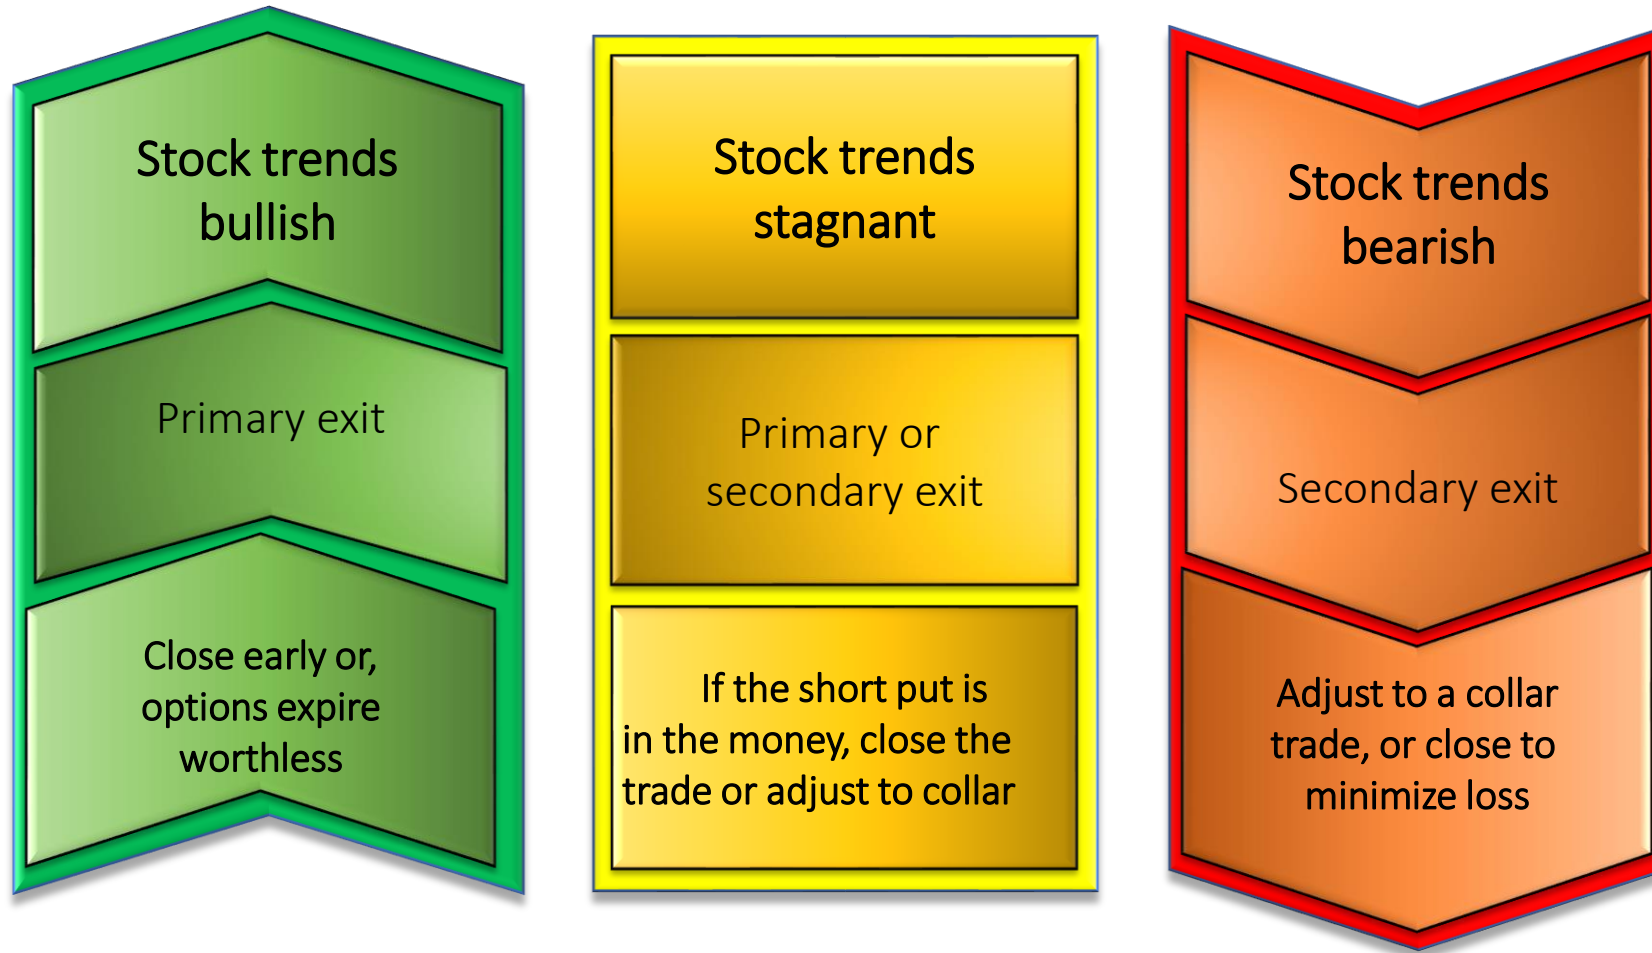 Stock trends
bullish
Primary exit
Close early or,
options expire
worthless
Stock trends
stagnant
Primary or
secondary exit
If the short put is
in the money, close the
trade or adjust to collar
Stock trends
bearish
Secondary exit
Adjust to a collar
trade, or close to
minimize loss